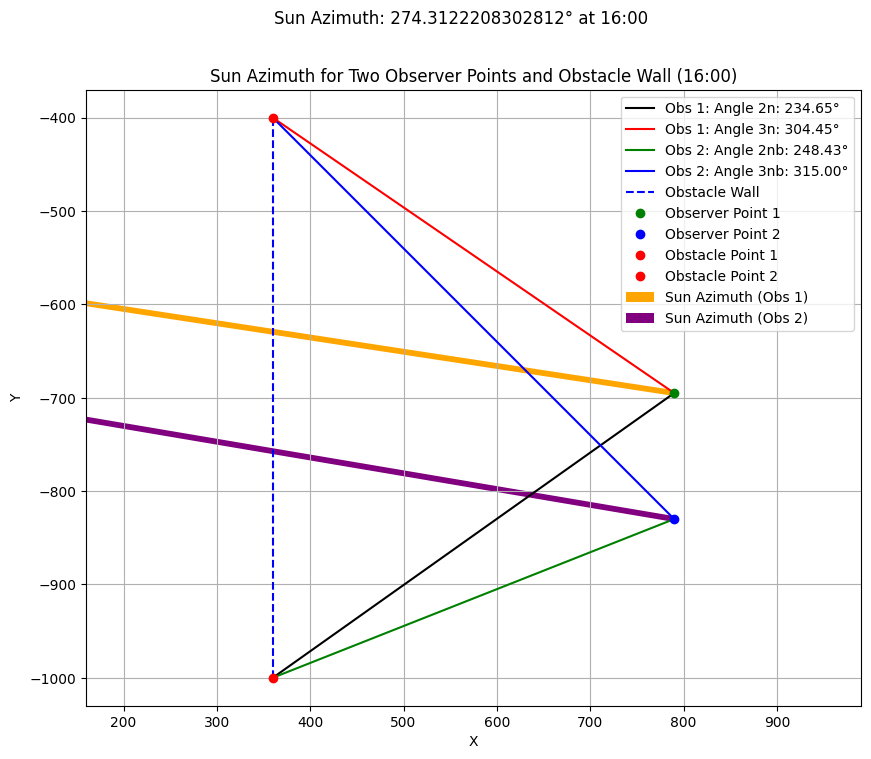 Sun Azimuth: 274.3122208302812° at 16:00
Sun Azimuth for Two Observer Points and Obstacle Wall (16:00)
Obs 1: Angle 2n: 234.65°
Obs 1: Angle 3n: 304.45°
Obs 2: Angle 2nb: 248.43°
Obs 2: Angle 3nb: 315.00°
Obstacle Wall
Observer Point 1
Observer Point 2
Obstacle Point 1
Obstacle Point 2
Sun Azimuth (Obs 1)
Sun Azimuth (Obs 2)
−400
−500
−600
−700
−800
−900
−1000
Y
200
300
400
500
600
700
800
900
X